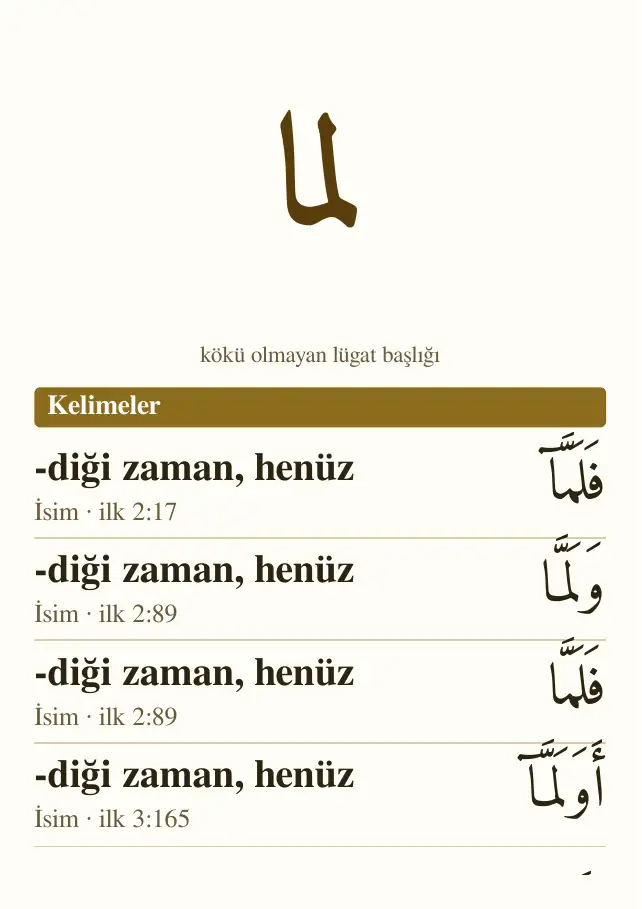 لما
kökü olmayan lügat başlığı
Kelimeler
-diği zaman, henüz
فَلَمَّآ
İsim · ilk 2:17
-diği zaman, henüz
وَلَمَّا
İsim · ilk 2:89
-diği zaman, henüz
فَلَمَّا
İsim · ilk 2:89
-diği zaman, henüz
أَوَلَمَّآ
İsim · ilk 3:165